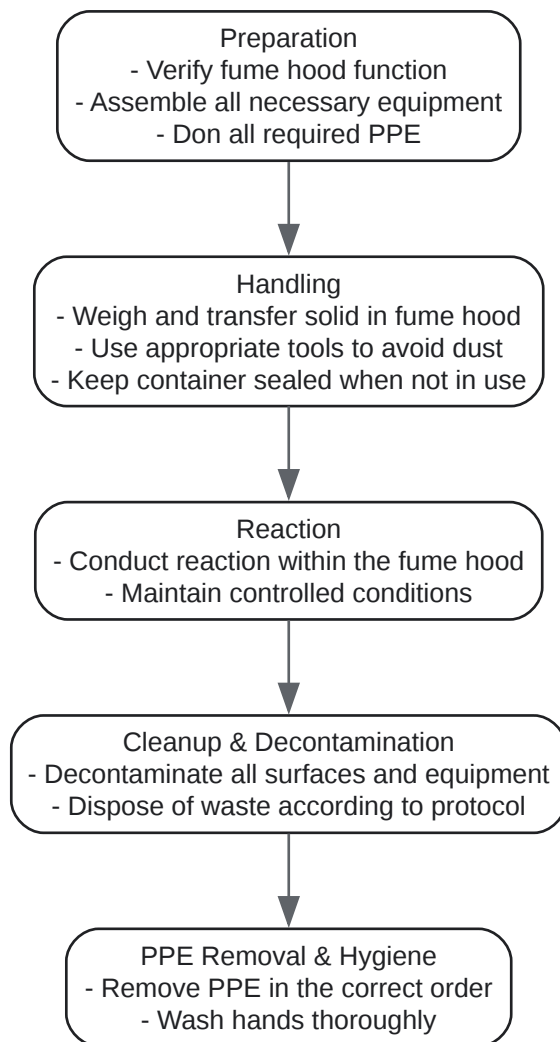 Preparation
- Verify fume hood function
- Assemble all necessary equipment
- Don all required PPE
Handling
- Weigh and transfer solid in fume hood
- Use appropriate tools to avoid dust
- Keep container sealed when not in use
Reaction
- Conduct reaction within the fume hood
- Maintain controlled conditions
Cleanup & Decontamination
- Decontaminate all surfaces and equipment
- Dispose of waste according to protocol
PPE Removal & Hygiene
- Remove PPE in the correct order
- Wash hands thoroughly